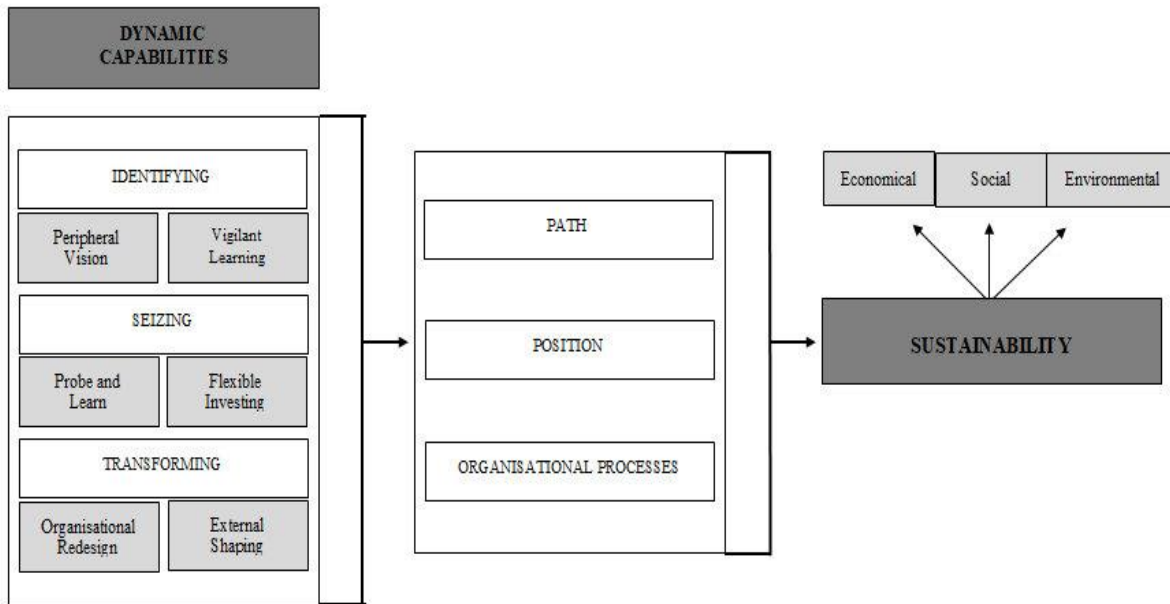 DYNAMIC
CAPABILITIES
IDENTIFYING
Peripheral
Vision
Vigilant
Learning
SEIZING
Probe and
Learn
Flexible
Investing
TRANSFORMING
Organisational
Redesign
External
Shaping
PATH
POSITION
ORGANISATIONAL PROCESSES
Economical
Social
Environmental
SUSTAINABILITY